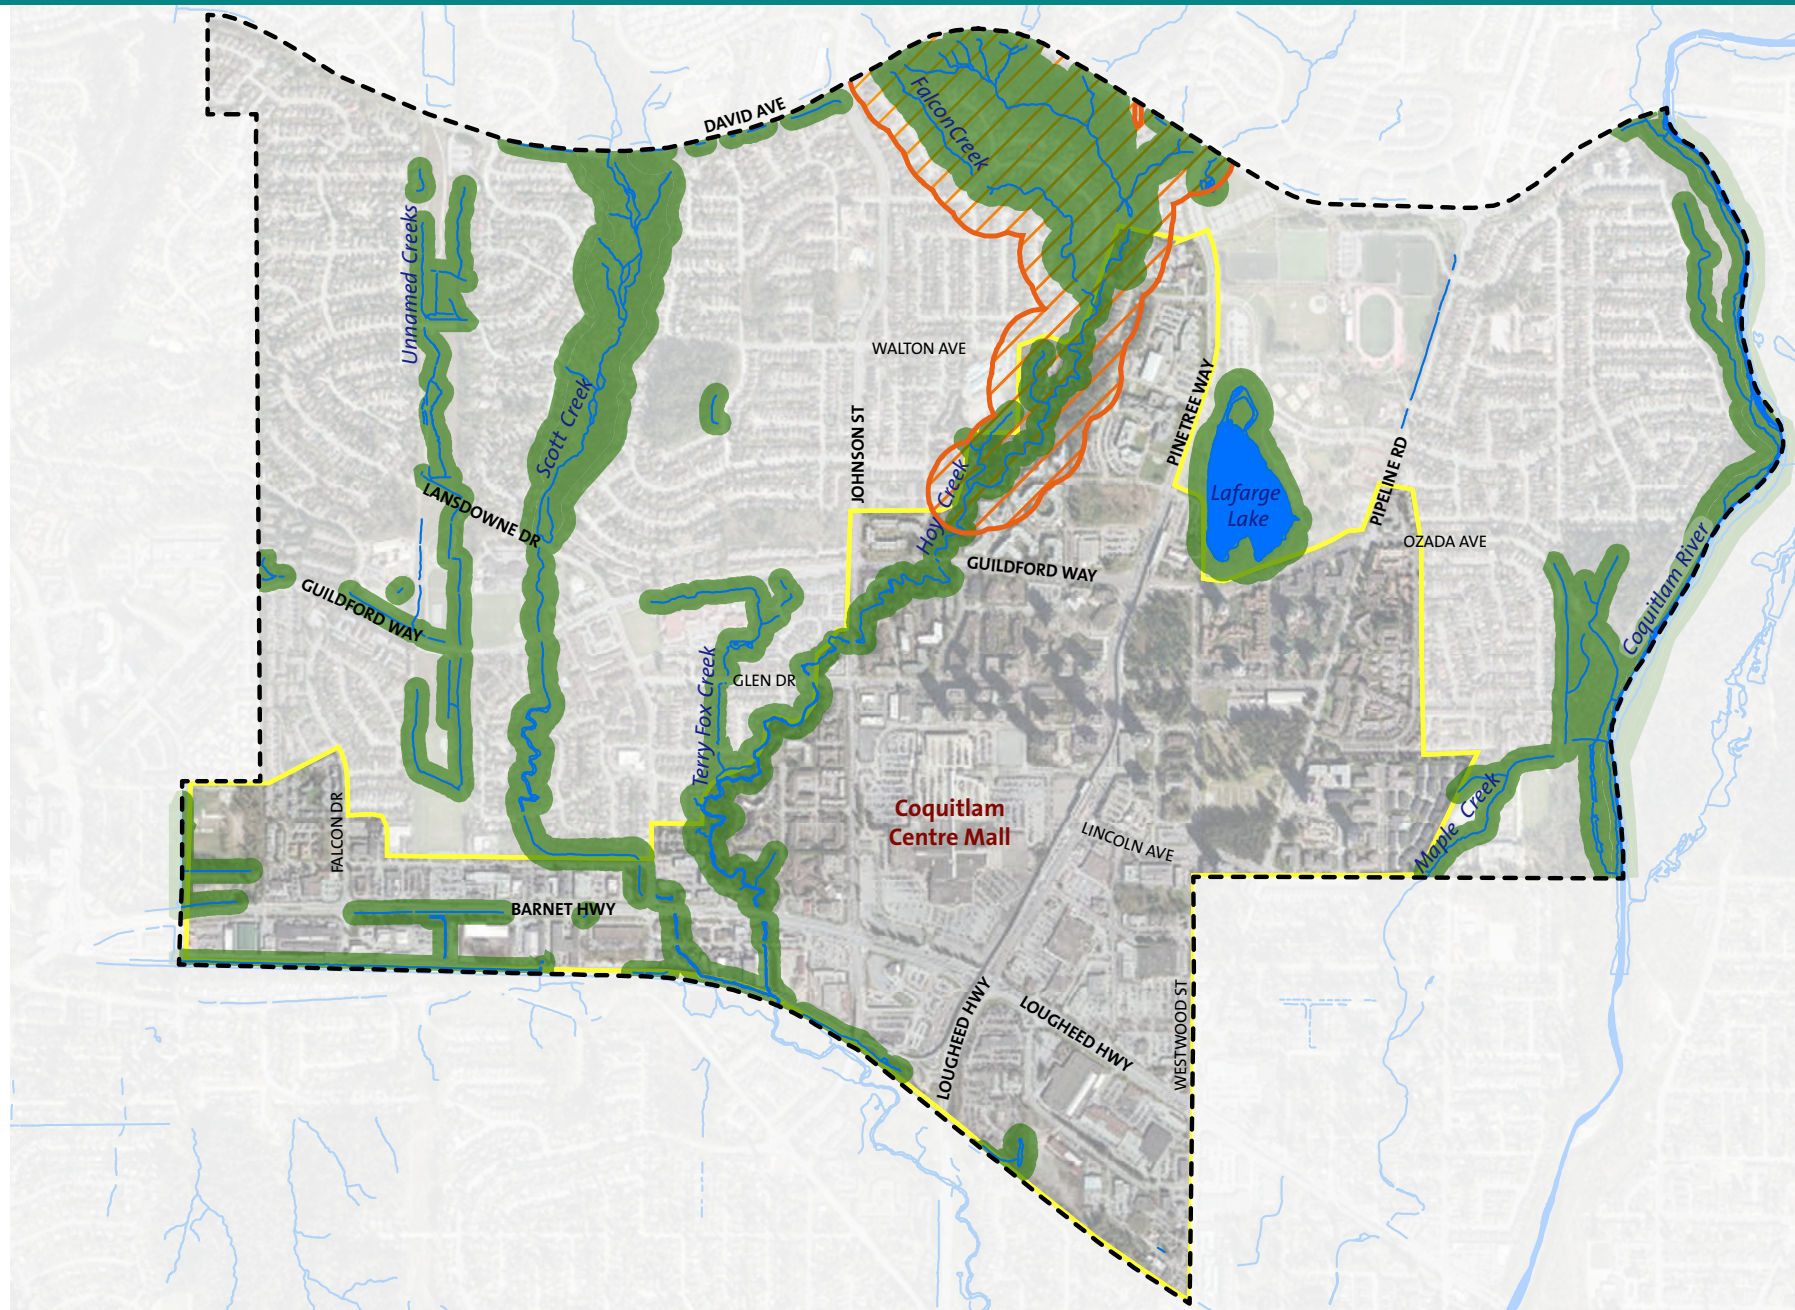 DAVID AVE
Falcon Creek
Unnamed Creeks
WALTON AVE
Scott Creek
JOHNSON ST
PINETREE WAY
PIPELINE RD
LANSDOWNE DR
Hoy Creek
Lafarge
Lake
OZADA AVE
GUILDFORD WAY
GUILDFORD WAY
Coquitlam River
Terry Fox Creek
GLEN DR
FALCON DR
Coquitlam
Centre Mall
LINCOLN AVE
Maple Creek
BARNET HWY
LOUGHEED HWY
LOUGHEED HWY
WESTWOOD ST